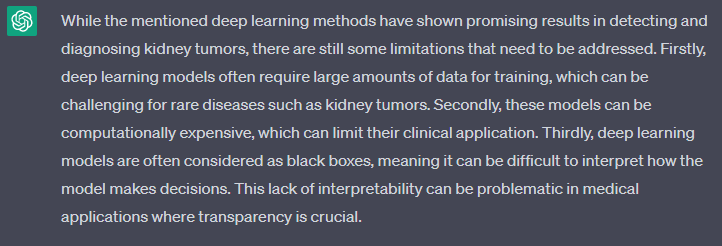 While the mentioned deep learning methods have shown promising results in detecting and
diagnosing kidney tumors, there are still some limitations that need to be addressed. Firstly,
deep learning models often require large amounts of data for training, which can be
challenging for rare diseases such as kidney tumors. Secondly, these models can be
computationally expensive, which can limit their clinical application. Thirdly, deep learning
models are often considered as black boxes, meaning it can be difficult to interpret how the
model makes decisions. This lack of interpretability can be problematic in medical
applications where transparency is crucial.